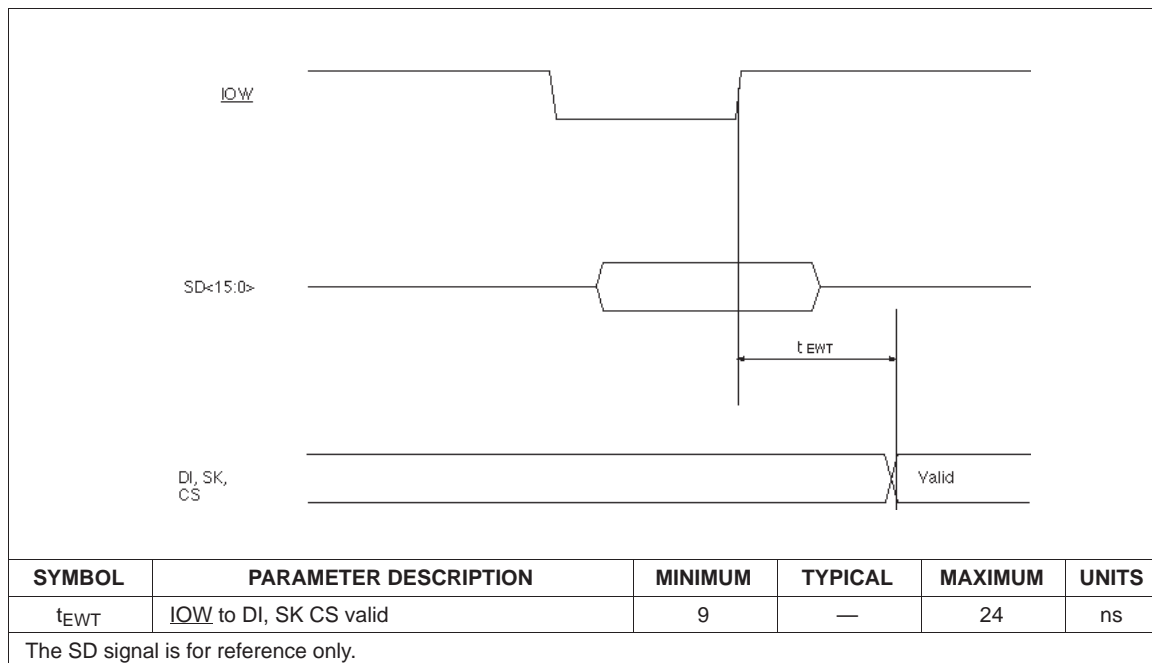 IOW
SD<15:0>
t EWT
DI, SK,
CS
Valid
SYMBOL PARAMETER DESCRIPTION MINIMUM TYPICAL MAXIMUM UNITS
tEWT IOW to DI, SK CS valid 9 — 24 ns
The SD signal is for reference only.